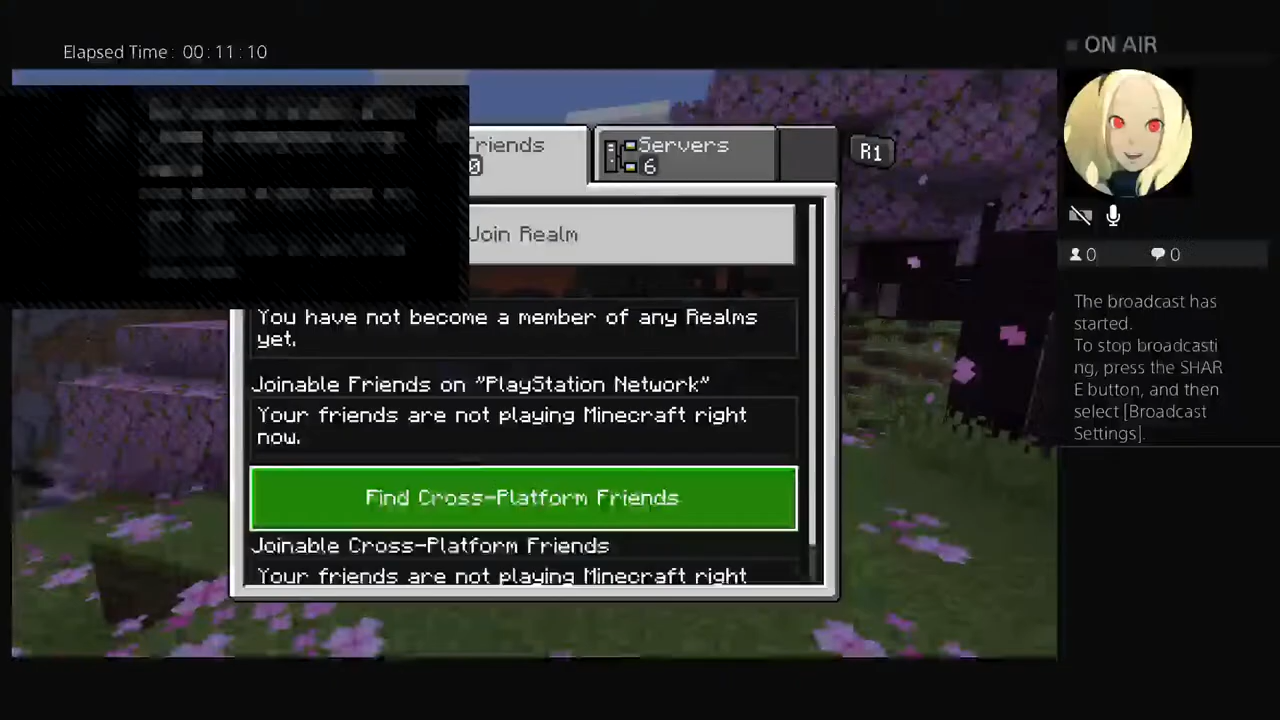 Elapsed Time: 00:11:10
ON AIR
Friends
0
Servers
6
R1
Join Realm
You have not become a member of any Realms
yet.
Joinable Friends on "PlayStation Network"
Your friends are not playing Minecraft right
now.
Find Cross-Platform Friends
Joinable Cross-Platform Friends
Your friends are not playing Minecraft right
0
0
The broadcast has
started.
To stop broadcasti
ng, press the SHAR
E button, and then
select [Broadcast
Settings].